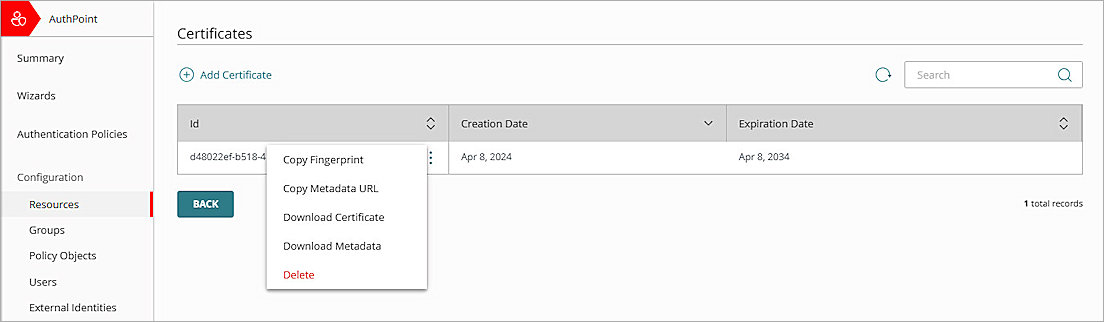 AuthPoint
Summary
Wizards
Authentication Policies
Configuration
Resources
Groups
Policy Objects
Users
External Identities
Certificates
Add Certificate
Search
Id
Creation Date
Expiration Date
d48022ef-b518-4
Apr 8, 2024
Apr 8, 2034
Copy Fingerprint
Copy Metadata URL
Download Certificate
Download Metadata
Delete
BACK
1 total records